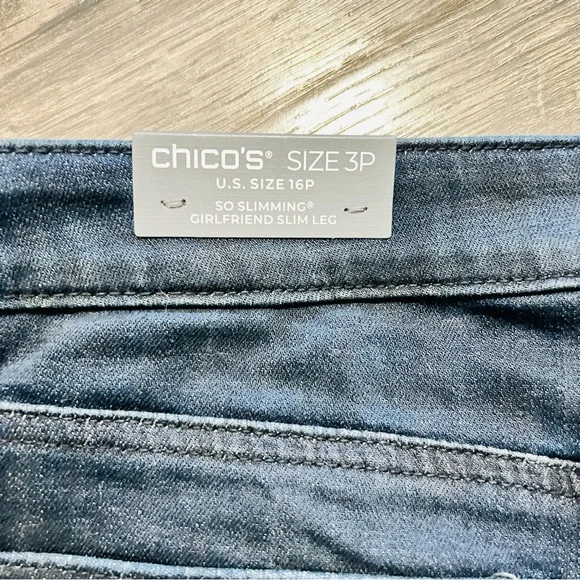 chico's® SIZE 3P
U.S. SIZE 16P
SO SLIMMING®
GIRLFRIEND SLIM LEG